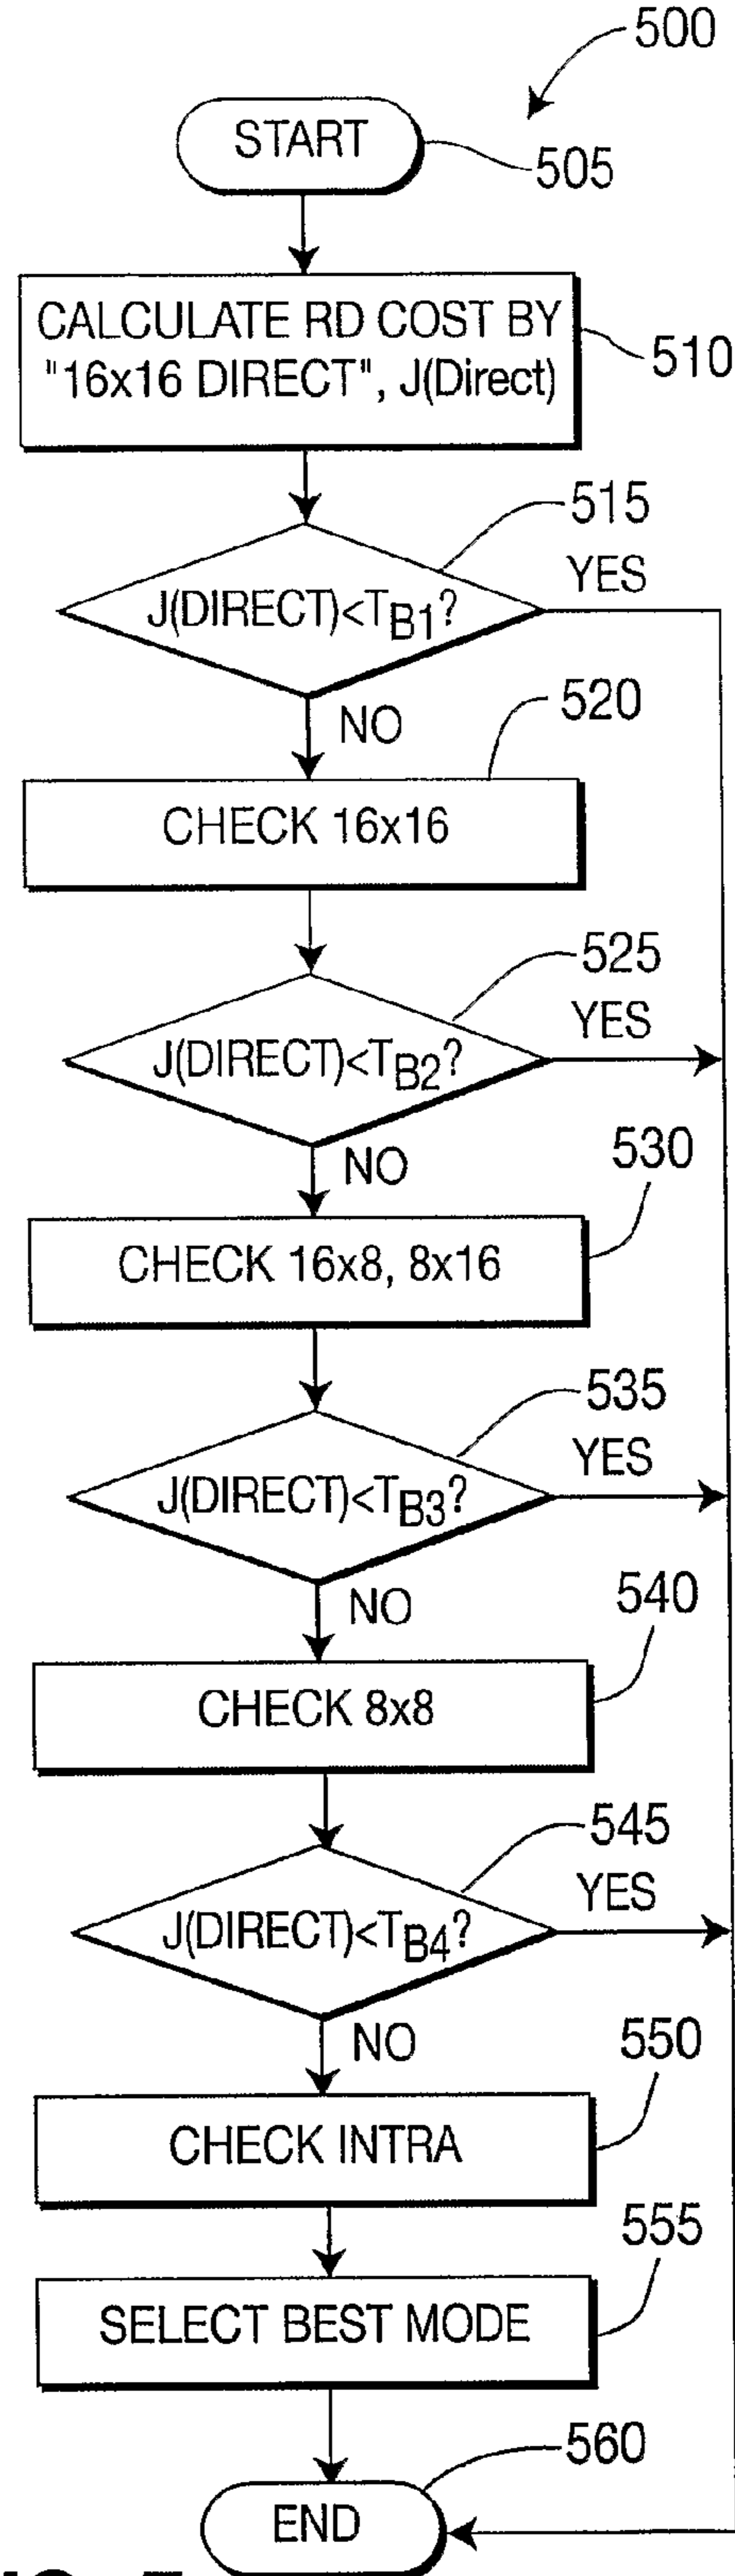 500
START
505
CALCULATE RD COST BY
"16x16 DIRECT", J(Direct)
510
515
YES
J(DIRECT)<TB1?
NO
520
CHECK 16x16
525
YES
J(DIRECT)<TB2?
NO
530
CHECK 16x8, 8x16
535
YES
J(DIRECT)<TB3?
NO
540
CHECK 8x8
545
YES
J(DIRECT)<TB4?
NO
550
CHECK INTRA
555
SELECT BEST MODE
560
END